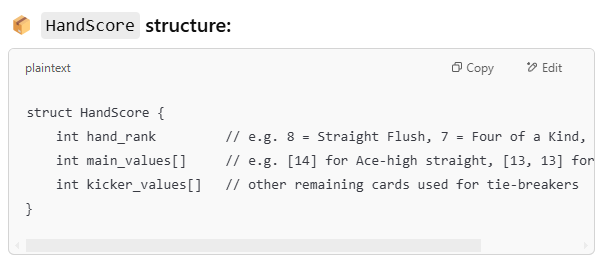 HandScore structure:
plaintext Copy Edit
struct HandScore {
    int hand_rank         // e.g. 8 = Straight Flush, 7 = Four of a Kind,
    int main_values[]     // e.g. [14] for Ace-high straight, [13, 13] for
    int kicker_values[]   // other remaining cards used for tie-breakers
}